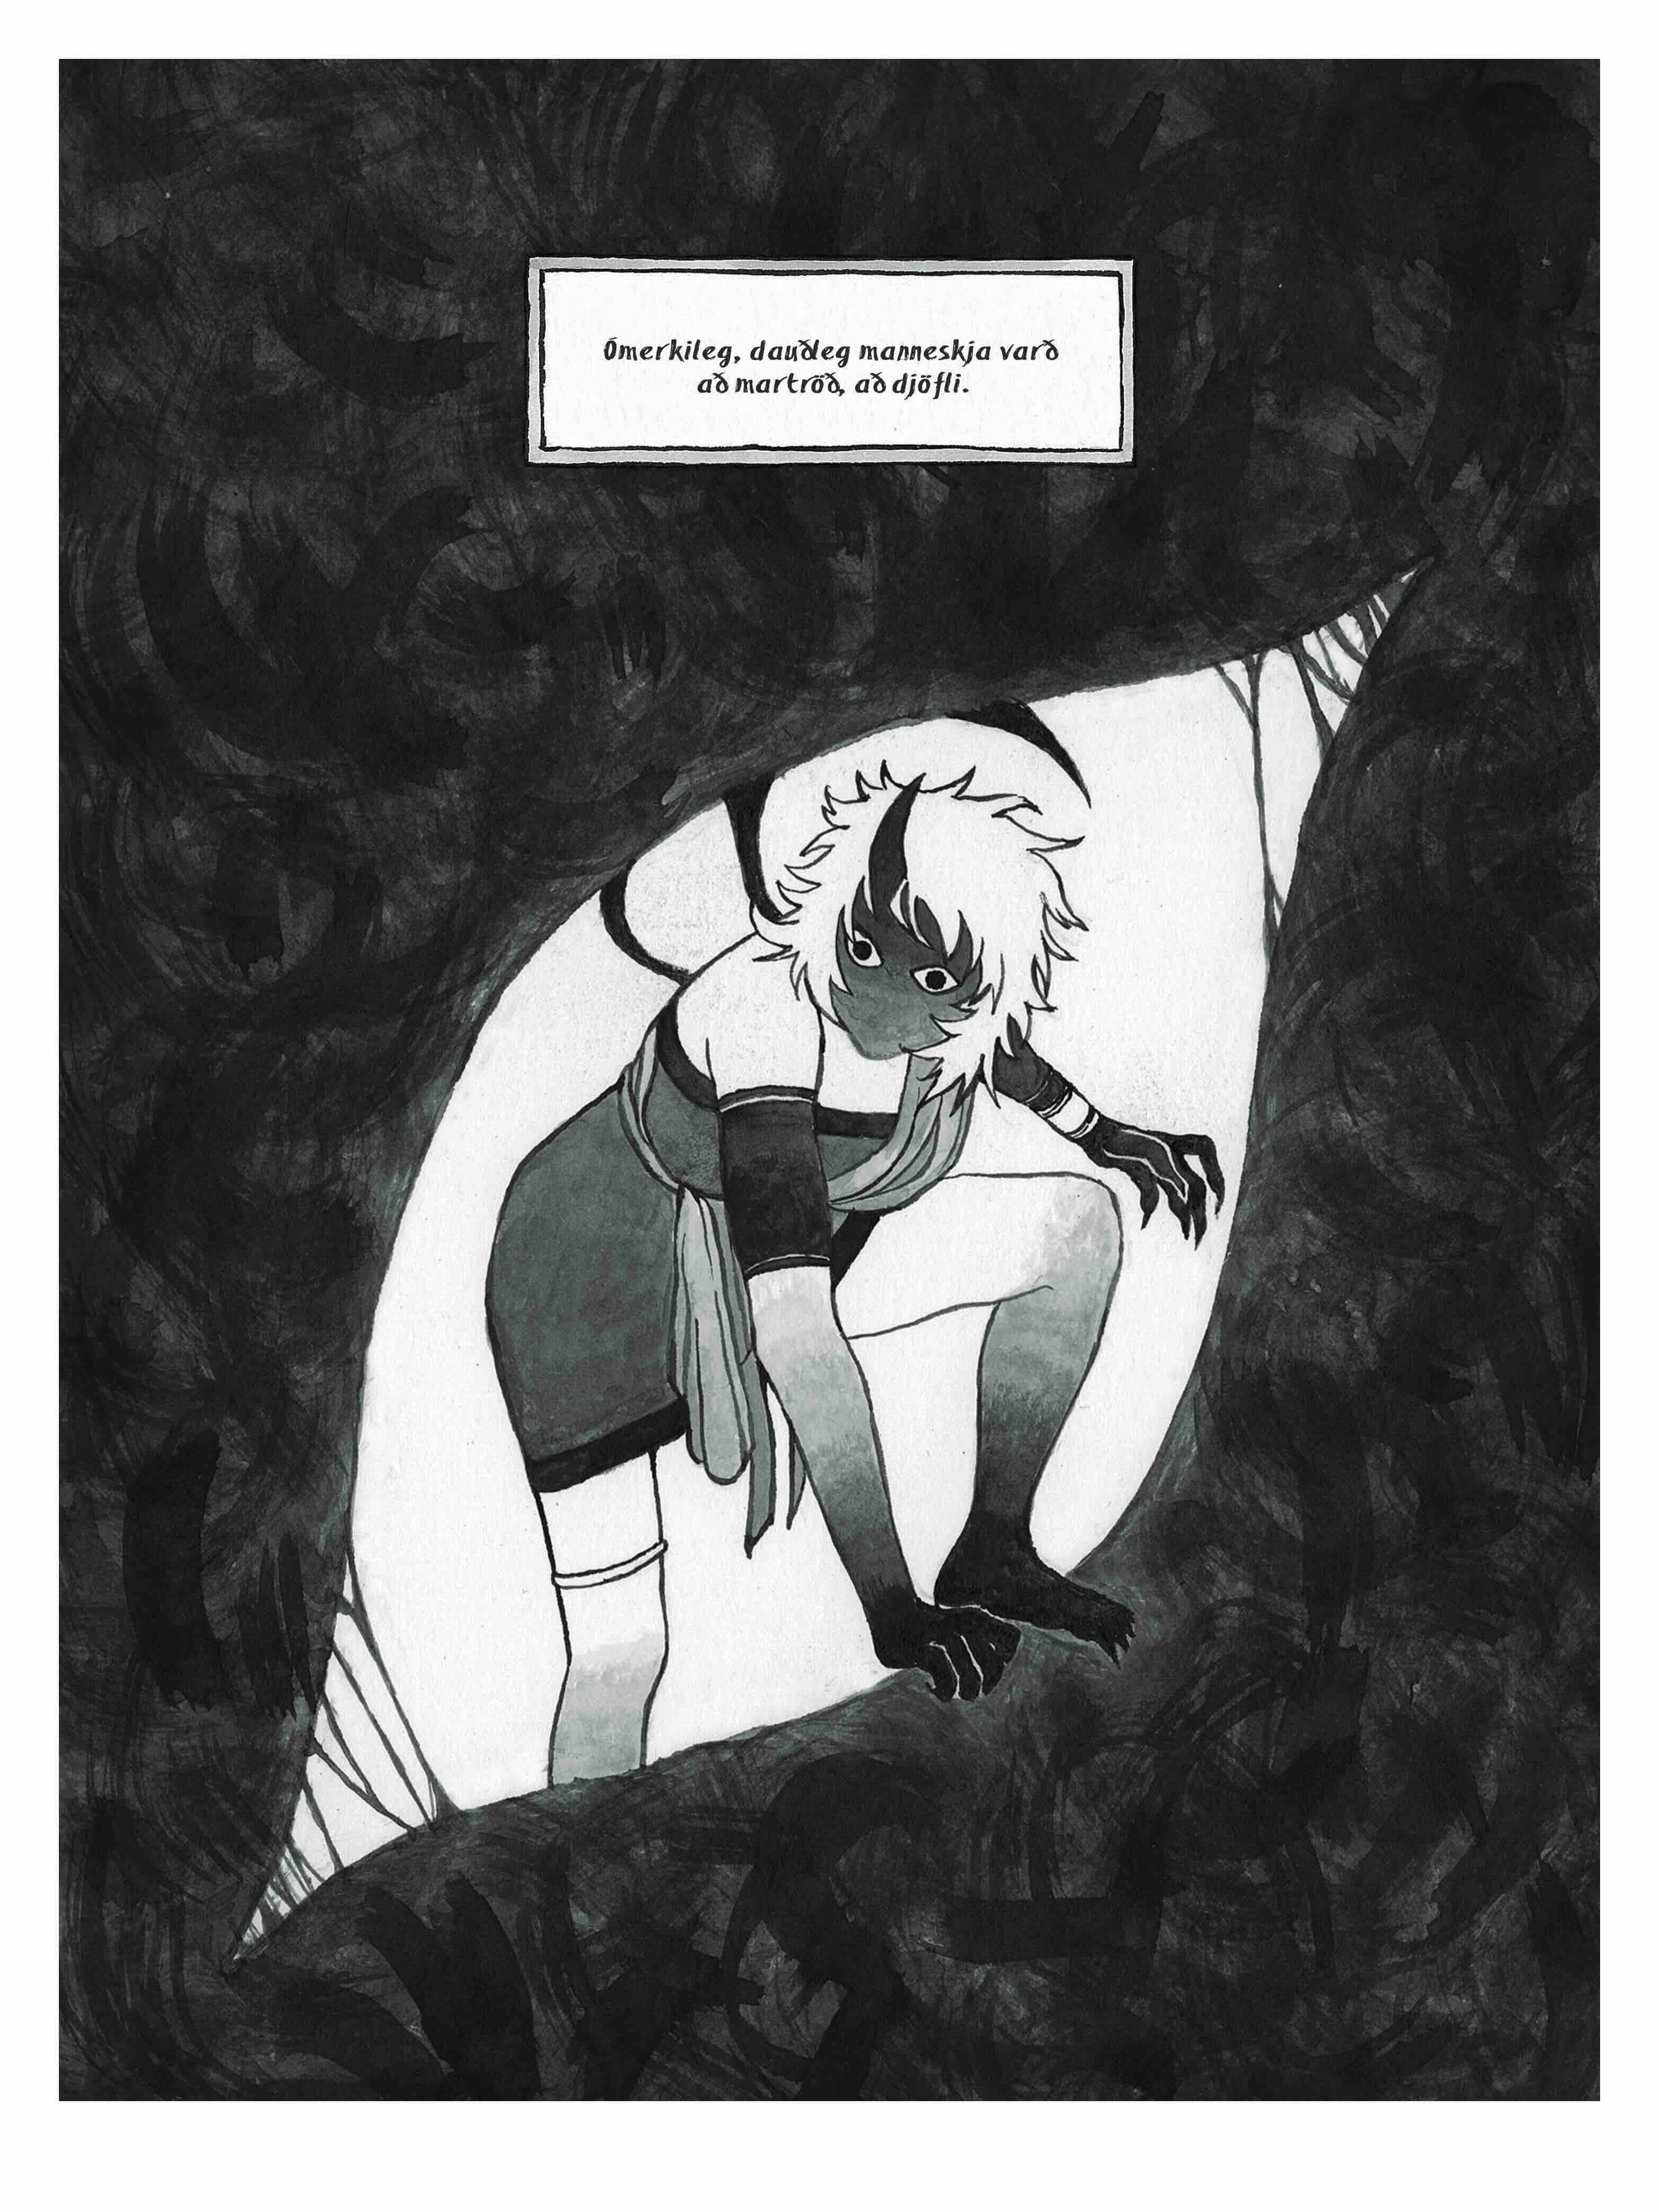 Ómerkileg, dauðleg manneskja varð
að martröð, að djöfli.